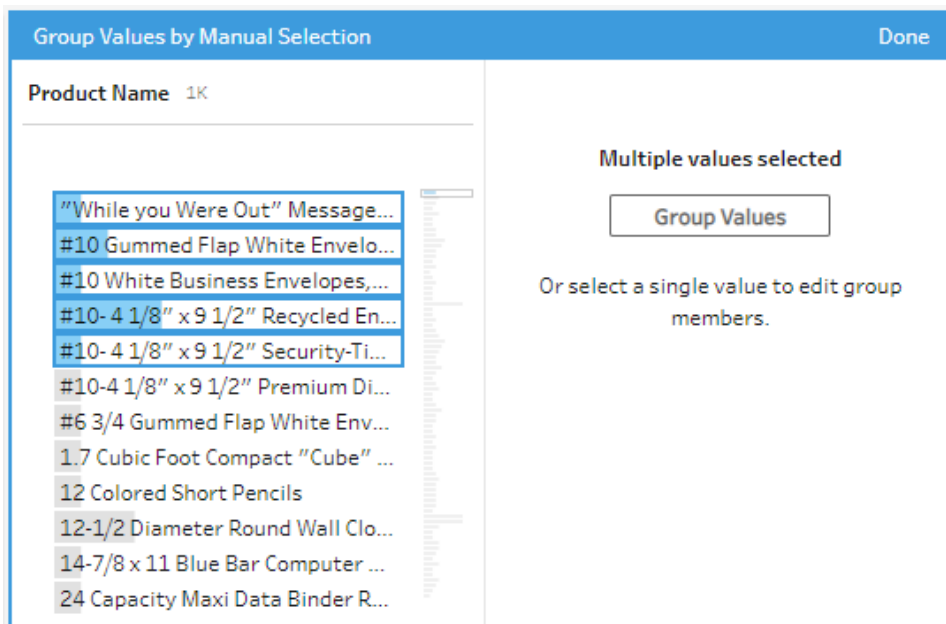 Group Values by Manual Selection Done
Product Name 1K
"While you Were Out" Message...
#10 Gummed Flap White Envelo...
#10 White Business Envelopes,...
#10- 4 1/8" x 9 1/2" Recycled En...
#10- 4 1/8" x 9 1/2" Security-Ti...
#10-4 1/8" x 9 1/2" Premium Di...
#6 3/4 Gummed Flap White Env...
1.7 Cubic Foot Compact "Cube" ...
12 Colored Short Pencils
12-1/2 Diameter Round Wall Clo...
14-7/8 x 11 Blue Bar Computer ...
24 Capacity Maxi Data Binder R...
Multiple values selected
Group Values
Or select a single value to edit group
members.